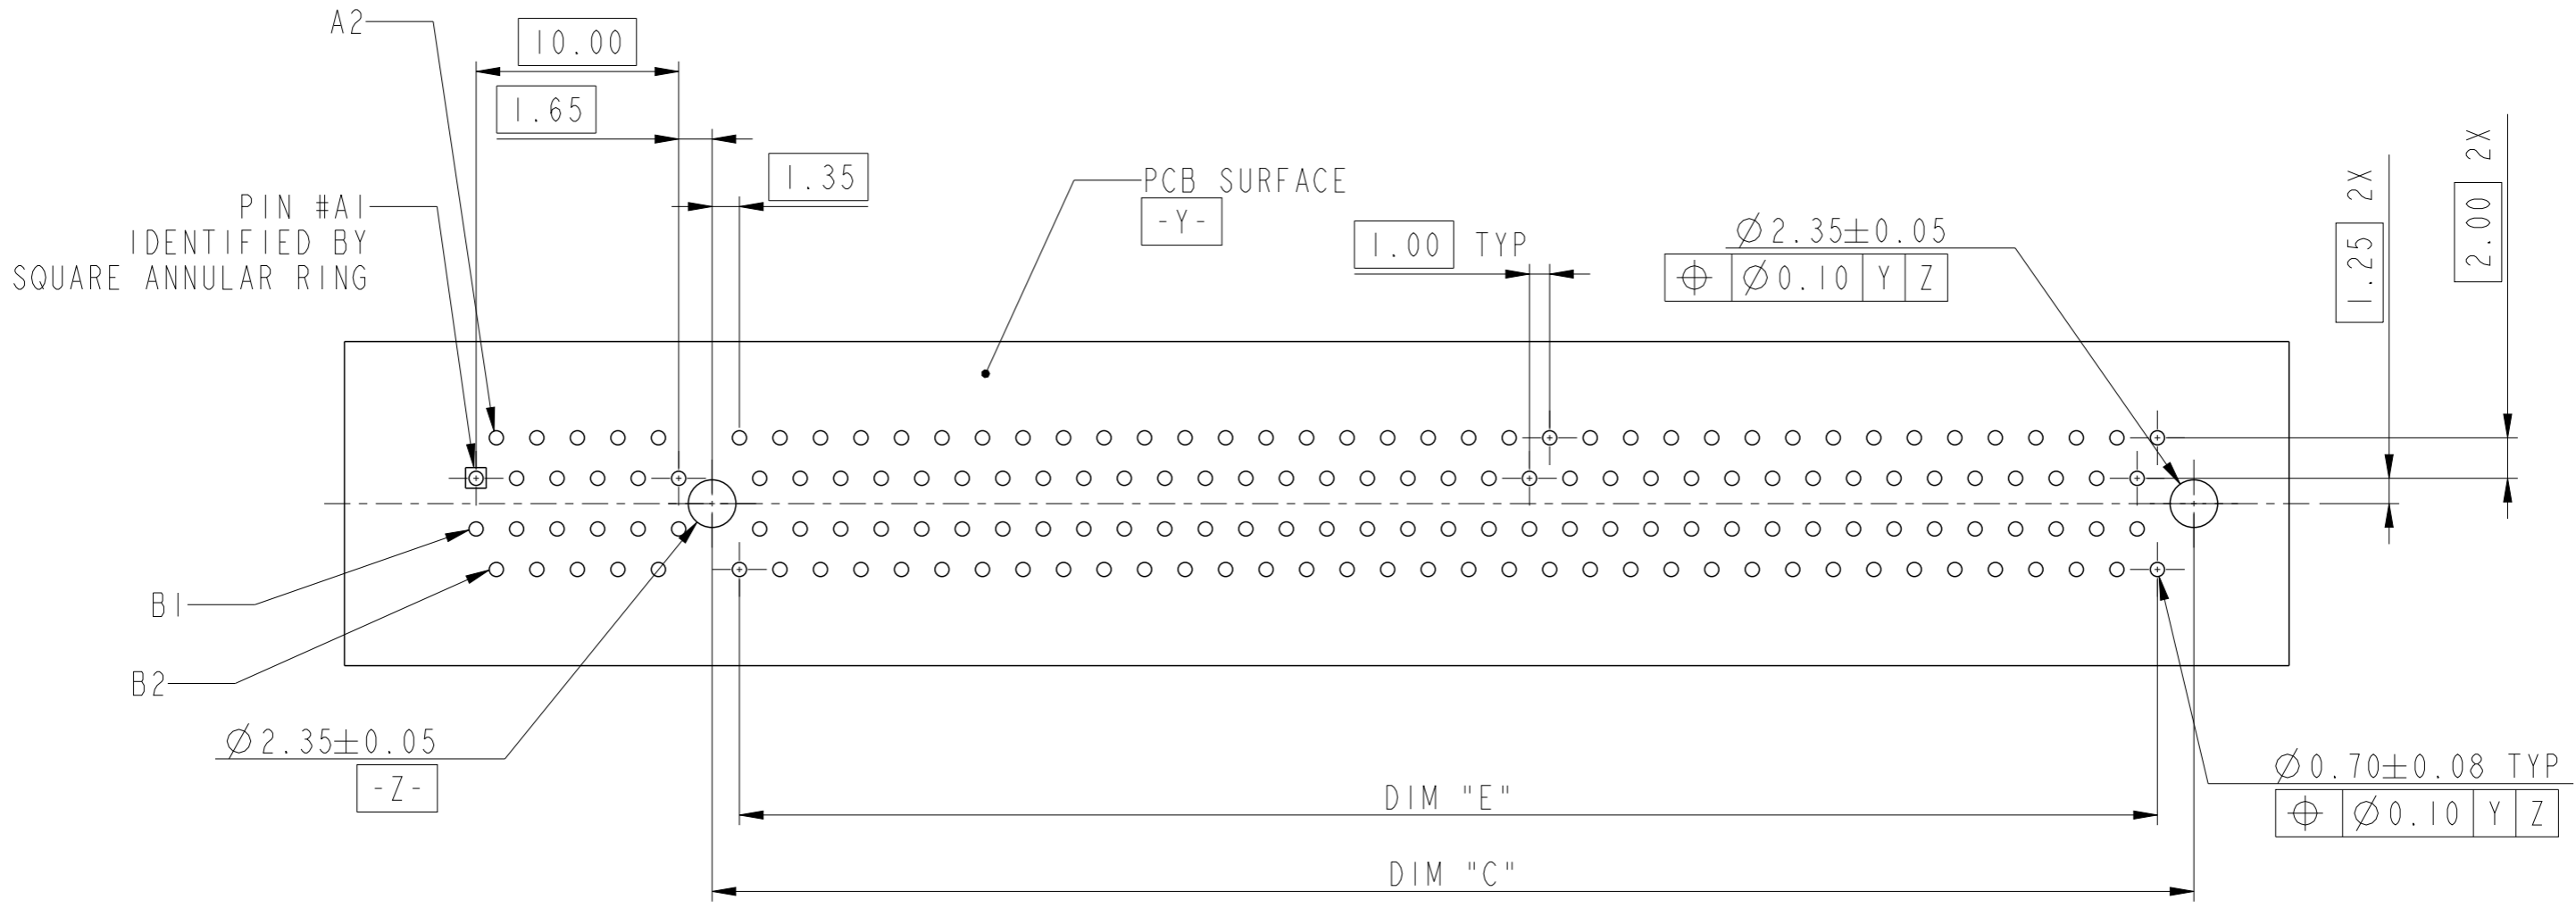 A2
10.00
1.65
1.35
PIN #A1
IDENTIFIED BY
SQUARE ANNULAR RING
PCB SURFACE
-Y-
1.00 TYP
Ø2.35±0.05
⌖ Ø0.10 Y Z
1.25 2X
2.00 2X
B1
B2
Ø2.35±0.05
-Z-
DIM "E"
DIM "C"
Ø0.70±0.08 TYP
⌖ Ø0.10 Y Z